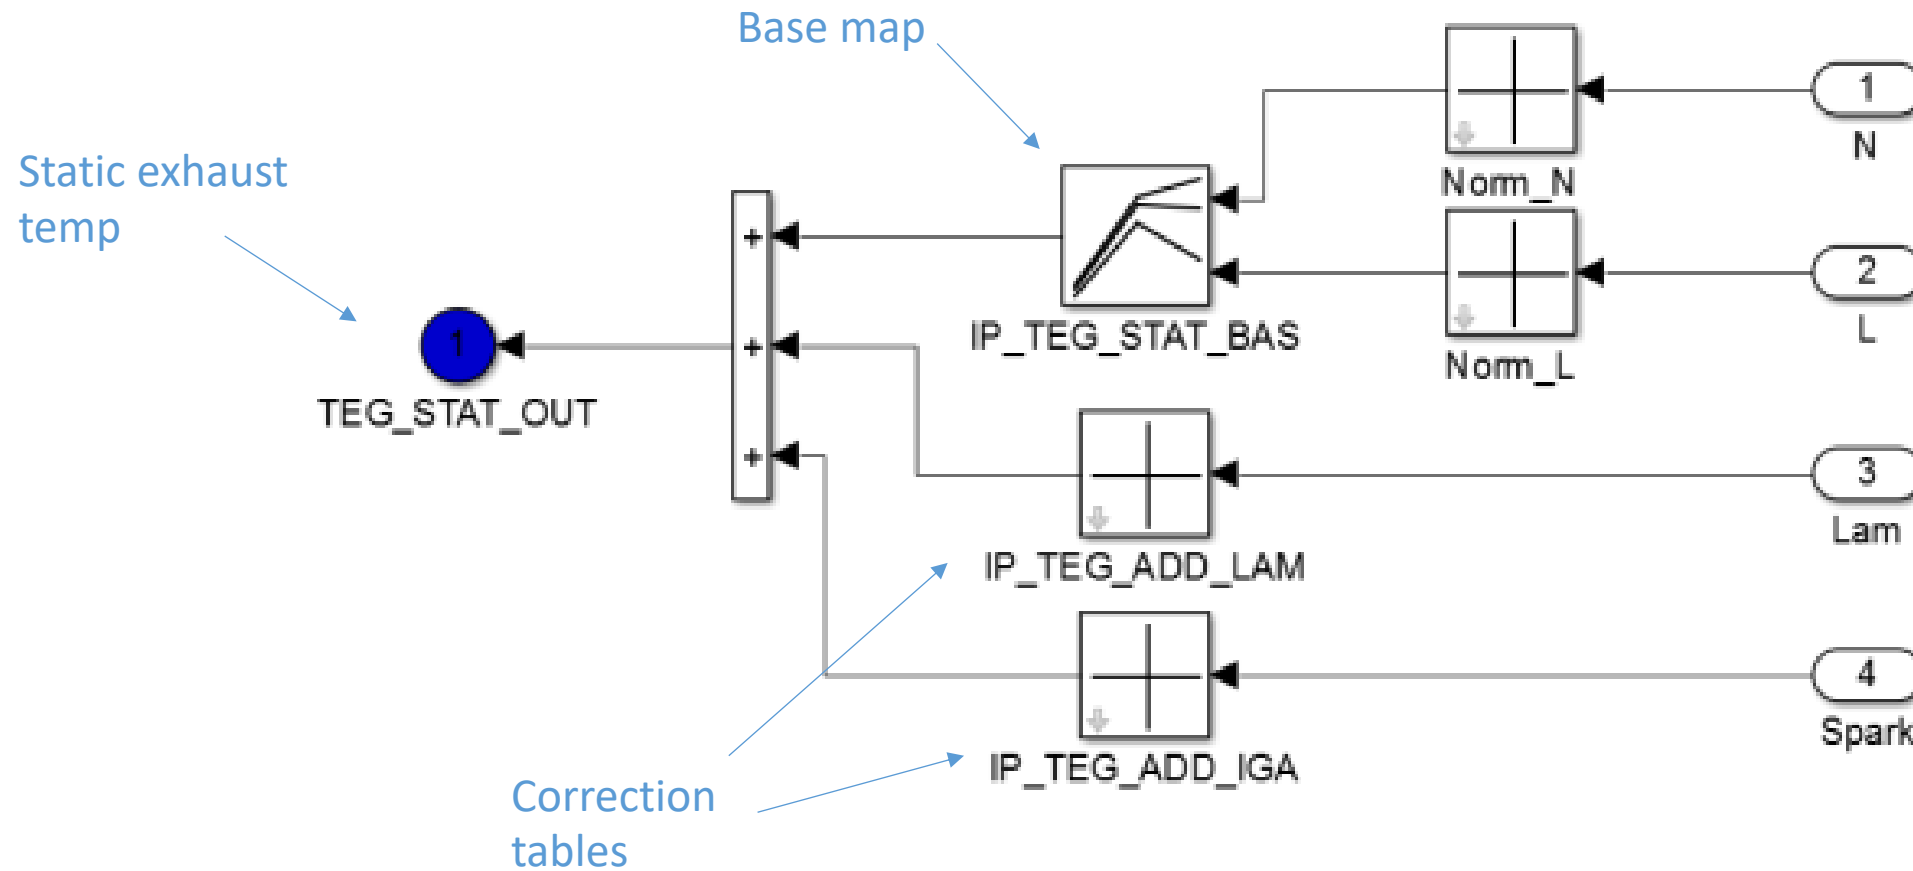 Base map
1
N
Norm_N
Static exhaust
temp
+
IP_TEG_STAT_BAS
2
L
Norm_L
1
+
TEG_STAT_OUT
+
3
Lam
IP_TEG_ADD_LAM
4
Spark
IP_TEG_ADD_IGA
Correction
tables